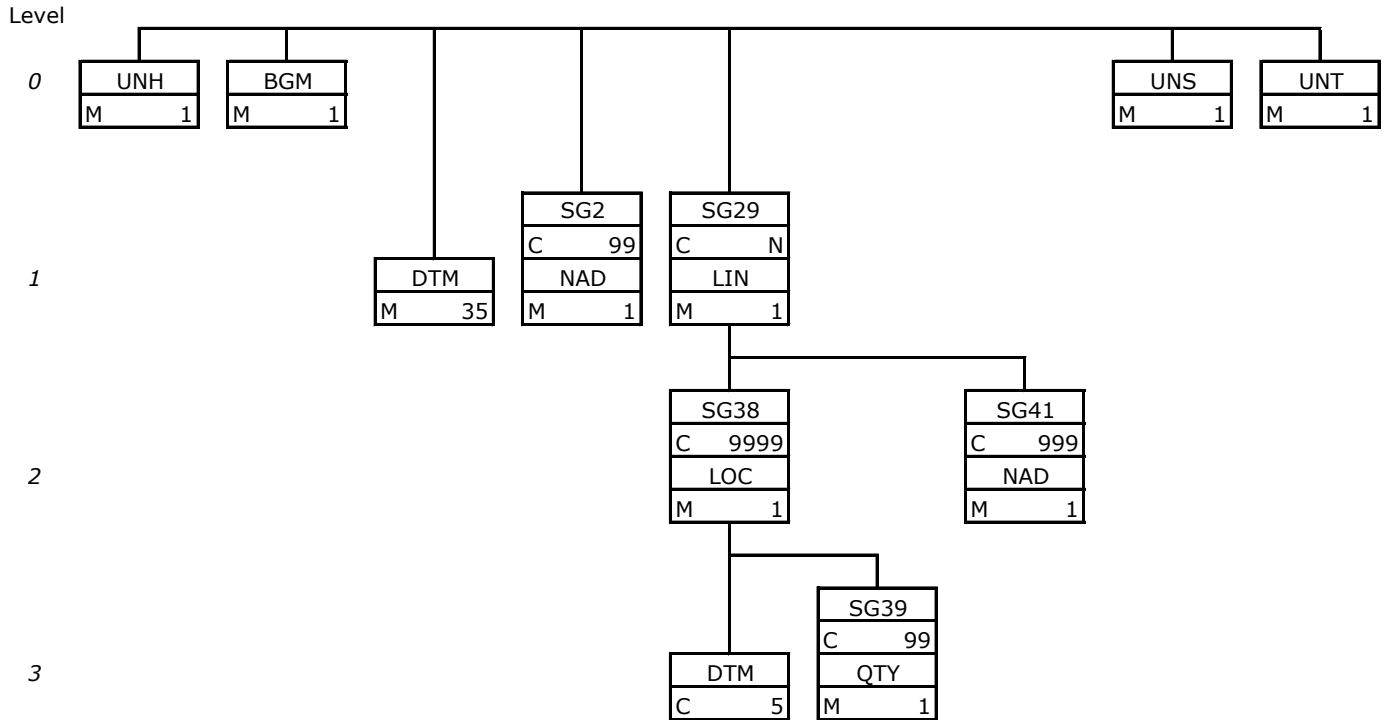 Level
0 UNH BGM UNS UNT
M 1 M 1 M 1 M 1
SG2 SG29
C 99 C N
1 DTM NAD LIN
M 35 M 1 M 1
SG38 SG41
C 9999 C 999
2 LOC NAD
M 1 M 1
SG39
C 99
3 DTM QTY
C 5 M 1